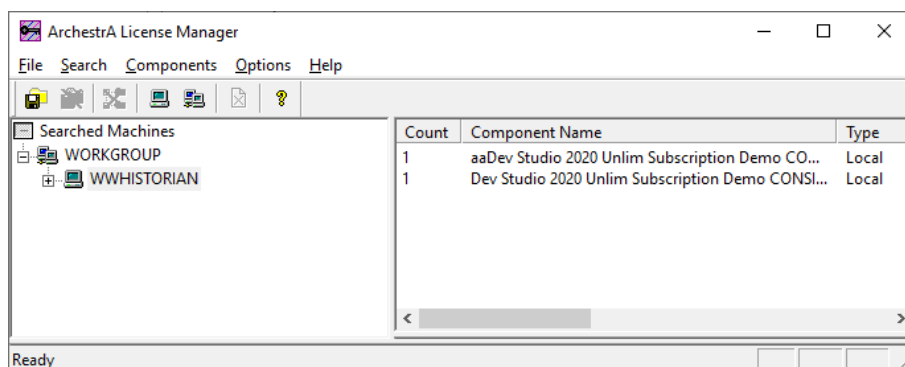 ArchestrA License Manager
File Search Components Options Help
Searched Machines
WORKGROUP
WWHISTORIAN
Count Component Name Type
1 aaDev Studio 2020 Unlim Subscription Demo CO... Local
1 Dev Studio 2020 Unlim Subscription Demo CONSI... Local
Ready